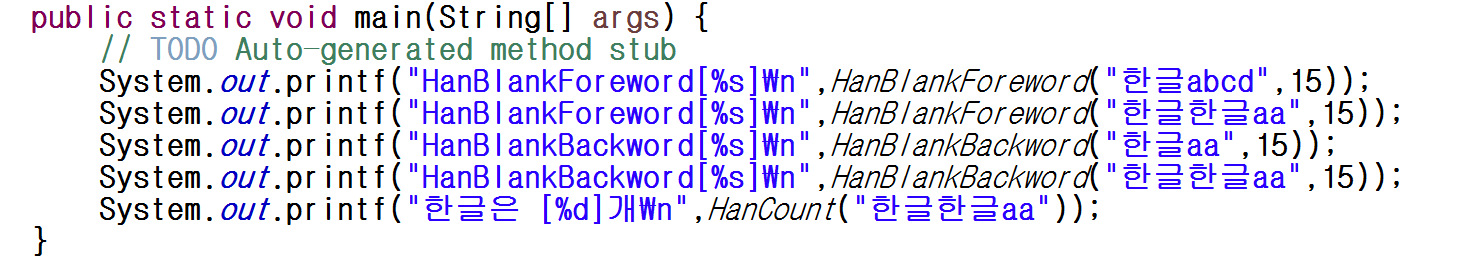 public static void main(String[] args) {
// TODO Auto-generated method stub
System.out.printf("HanBlankForeword[%s]₩n",HanBlankForeword("한글abcd",15));
System.out.printf("HanBlankForeword[%s]₩n",HanBlankForeword("한글한글aa",15));
System.out.printf("HanBlankBackword[%s]₩n",HanBlankBackword("한글aa",15));
System.out.printf("HanBlankBackword[%s]₩n",HanBlankBackword("한글한글aa",15));
System.out.printf("한글은 [%d]개₩n",HanCount("한글한글aa"));
}